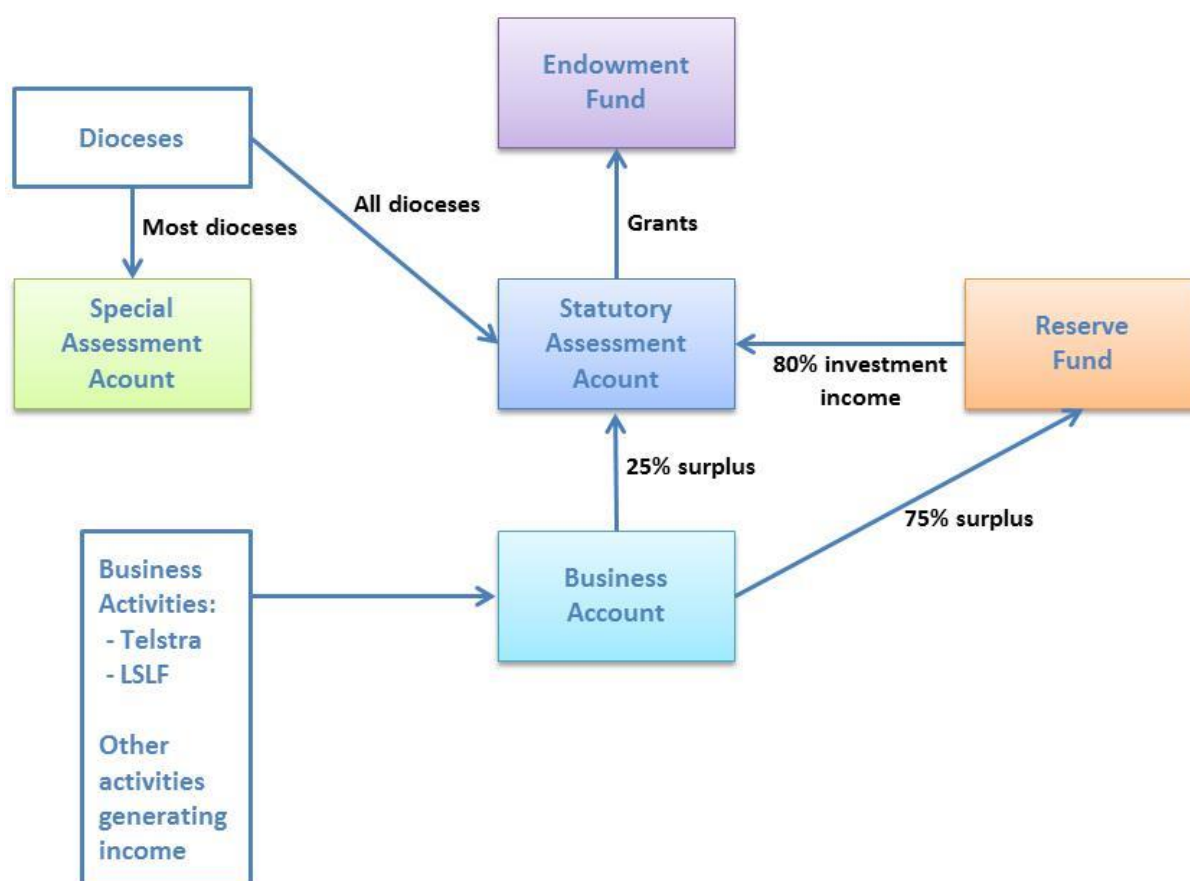 Endowment
Fund
Dioceses
All dioceses
Most dioceses
Grants
Special
Assessment
Acount
Statutory
Assessment
Acount
Reserve
Fund
80% investment
income
25% surplus
75% surplus
Business
Activities:
- Telstra
- LSLF
Other
activities
generating
income
Business
Account